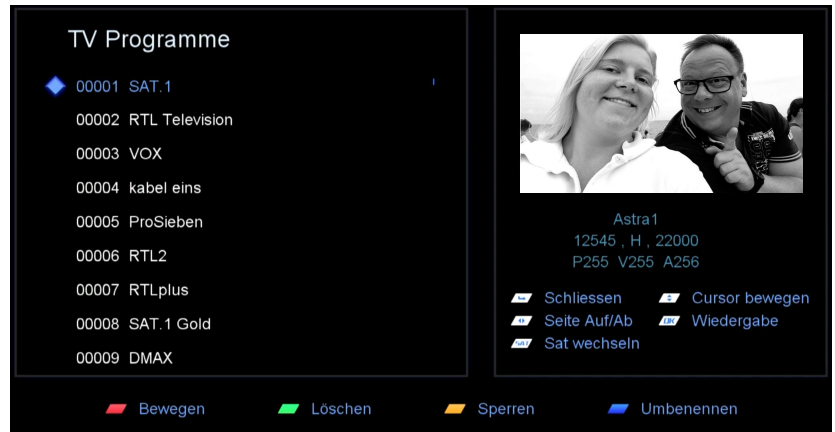 TV Programme
00001 SAT.1
00002 RTL Television
00003 VOX
00004 kabel eins
00005 ProSieben
00006 RTL2
00007 RTLplus
00008 SAT.1 Gold
00009 DMAX
Astra1
12545 , H , 22000
P255 V255 A256
Schliessen
Cursor bewegen
Seite Auf/Ab
OK Wiedergabe
SAT Sat wechseln
Bewegen
Löschen
Sperren
Umbenennen